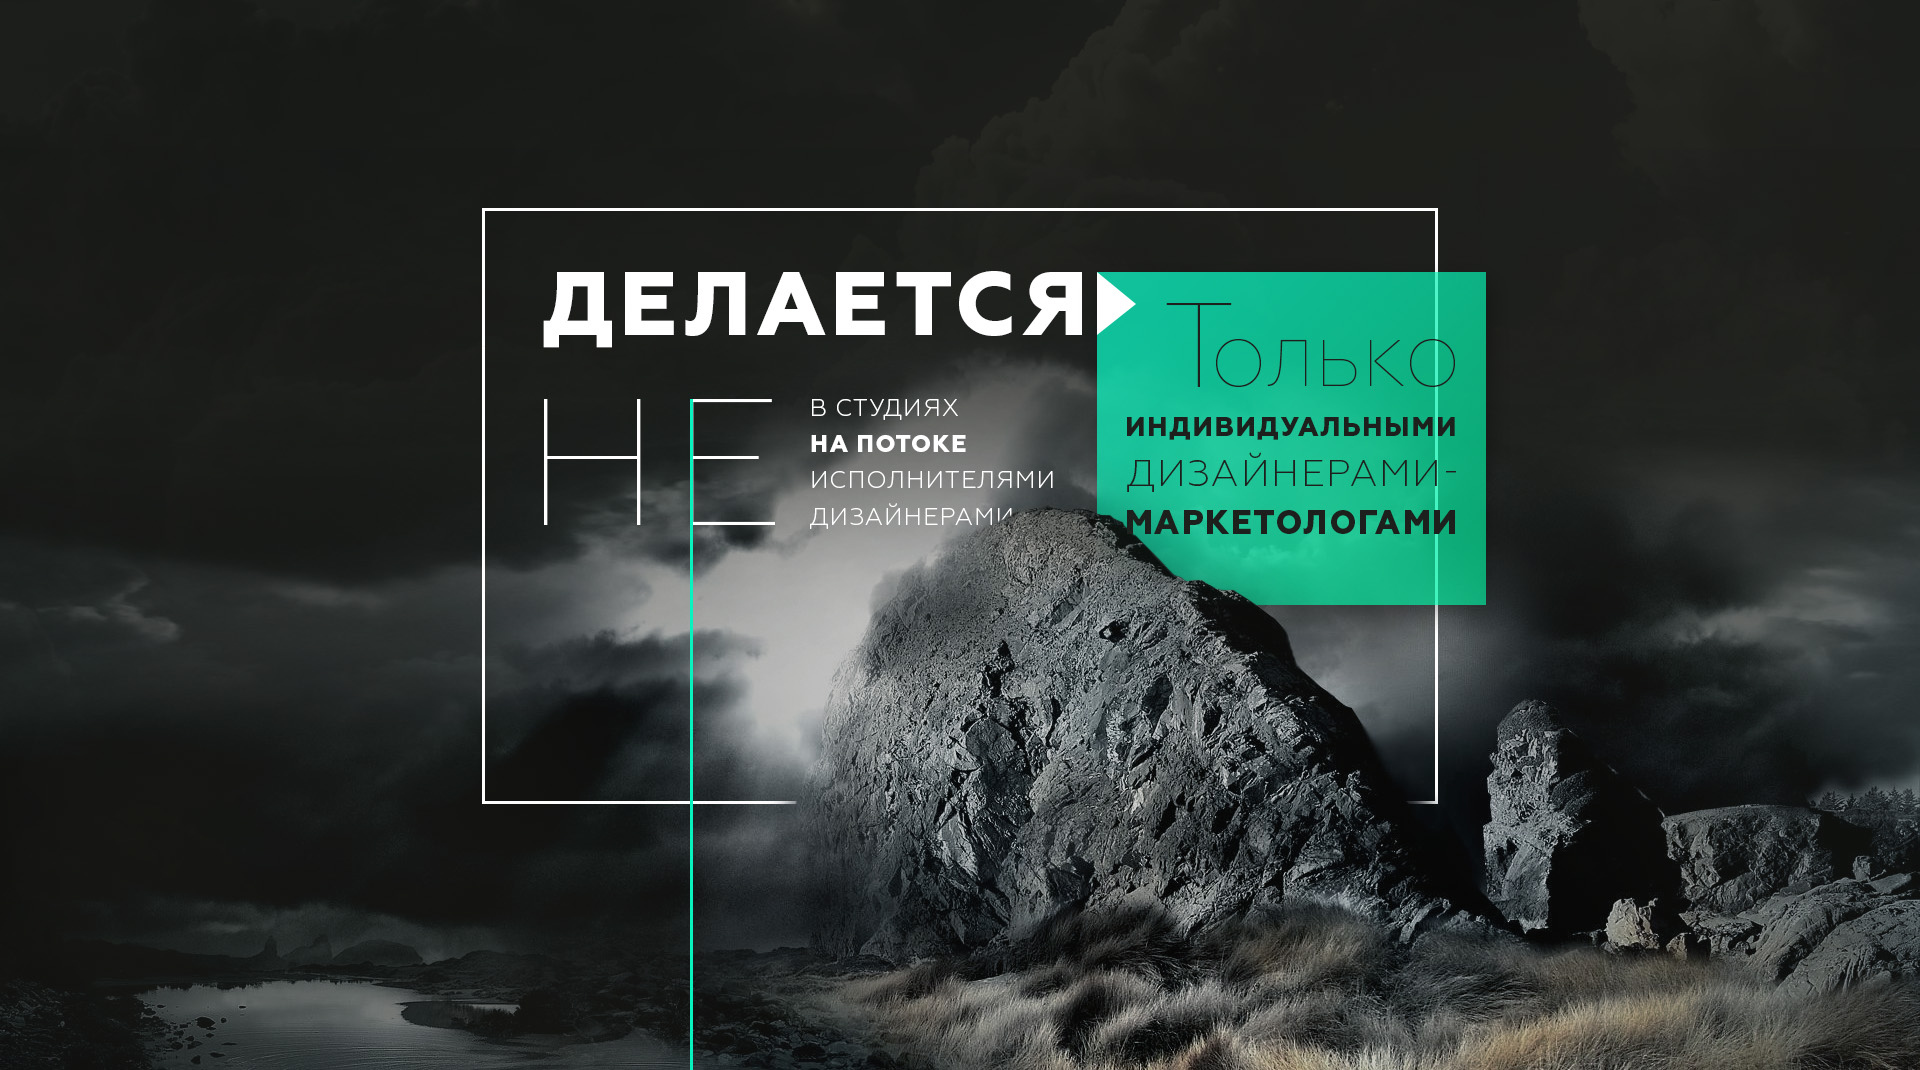 ДЕЛАЕТСЯ
НЕ
В СТУДИЯХ
НА ПОТОКЕ
ИСПОЛНИТЕЛЯМИ
ДИЗАЙНЕРАМИ
Только
ИНДИВИДУАЛЬНЫМИ
ДИЗАЙНЕРАМИ-
МАРКЕТОЛОГАМИ